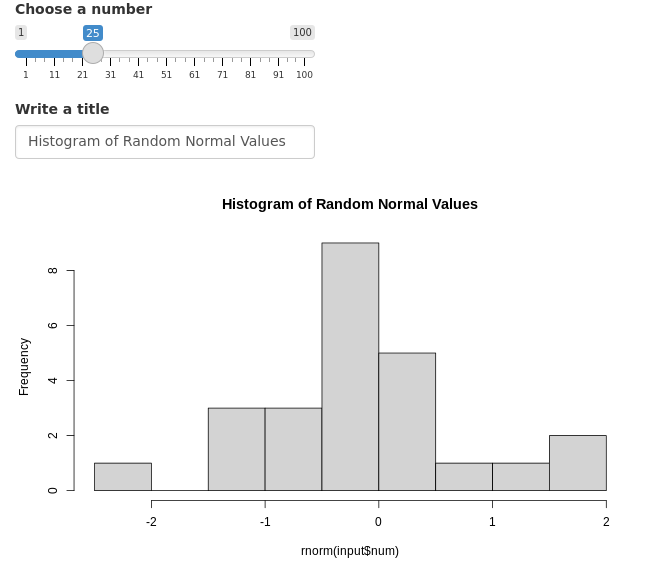 Choose a number
1 25 100
1 11 21 31 41 51 61 71 81 91 100
Write a title
Histogram of Random Normal Values
Histogram of Random Normal Values
8
6
4
2
0
Frequency
-2 -1 0 1 2
rnorm(input$num)